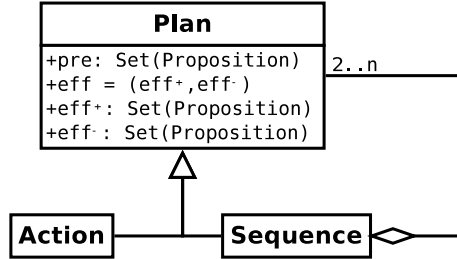 Plan
+pre: Set(Proposition)
2..n
+eff = (eff⁺,eff⁻)
+eff⁺: Set(Proposition)
+eff⁻: Set(Proposition)
Action
Sequence